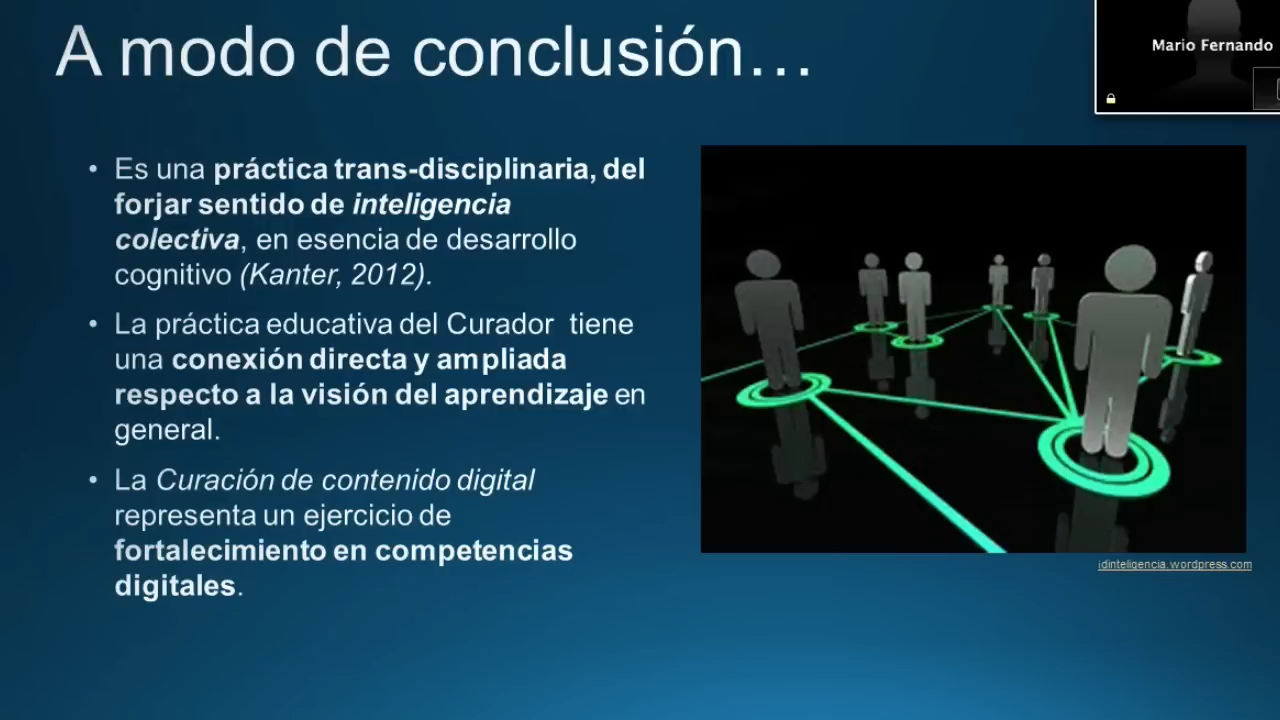 A modo de conclusión…
Mario Fernando
• Es una práctica trans-disciplinaria, del
forjar sentido de inteligencia
colectiva, en esencia de desarrollo
cognitivo (Kanter, 2012).
• La práctica educativa del Curador  tiene
una conexión directa y ampliada
respecto a la visión del aprendizaje en
general.
• La Curación de contenido digital
representa un ejercicio de
fortalecimiento en competencias
digitales.
idinteligencia.wordpress.com